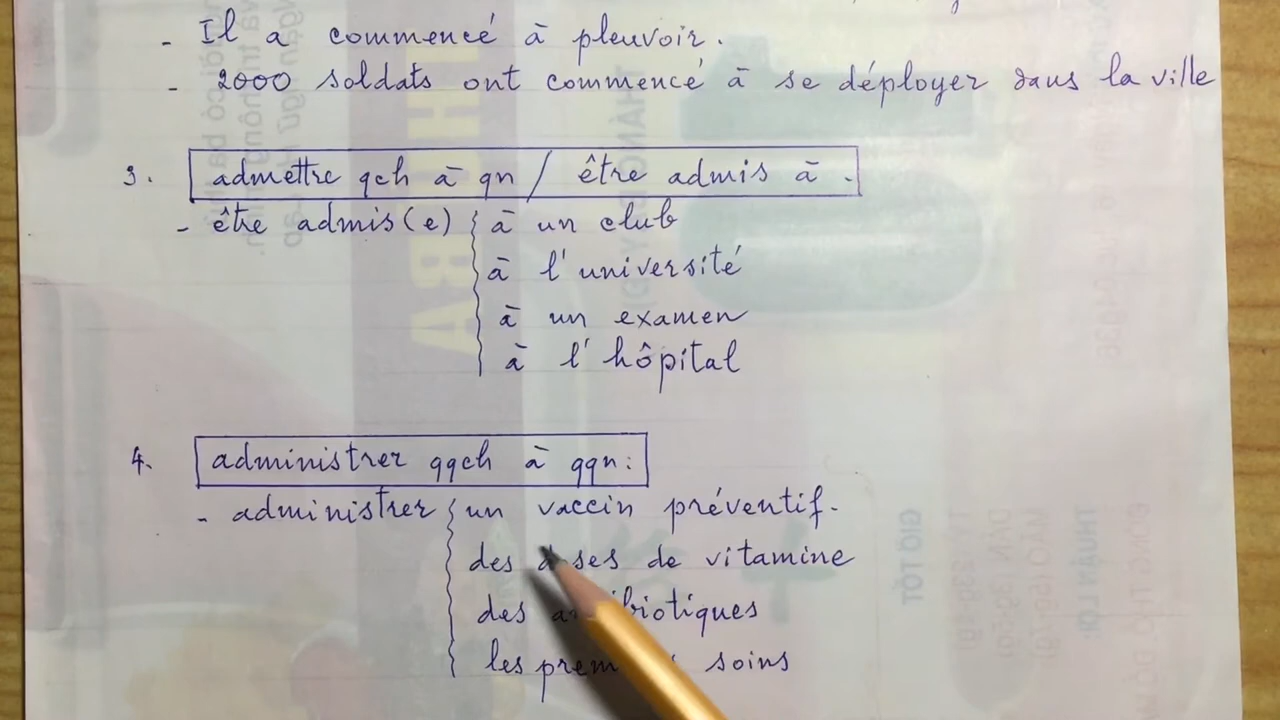 - Il a commencé à pleuvoir.
- 2000 soldats ont commencé à se déployer dans la ville
3. admettre qch à qn / être admis à.
- être admis(e) { à un club
à l'université
à un examen
à l'hôpital
4. administrer qqch à qqn:
- administrer { un vaccin préventif.
des doses de vitamine
des
les soins